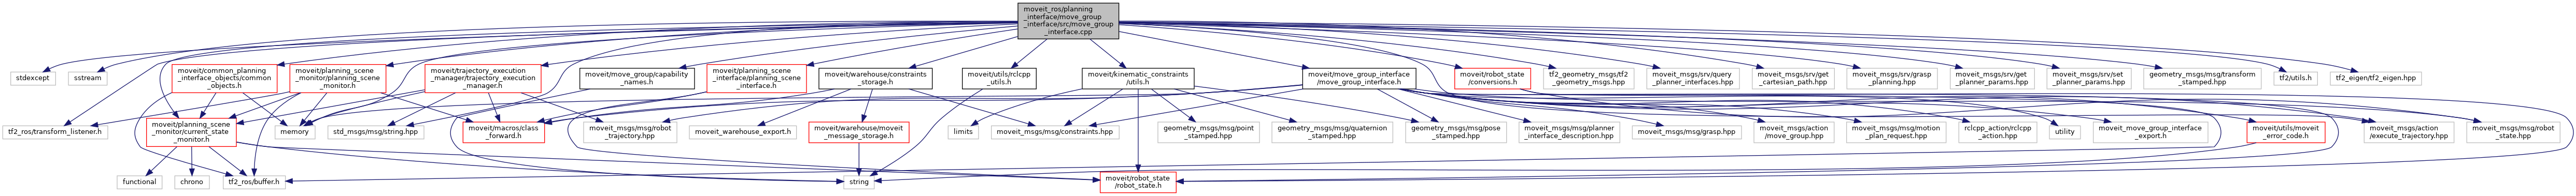 moveit_ros/planning
_interface/move_group
_interface/src/move_group
_interface.cpp
stdexcept
sstream
moveit/common_planning
_interface_objects/common
_objects.h
moveit/planning_scene
_monitor/planning_scene
_monitor.h
moveit/trajectory_execution
_manager/trajectory_execution
_manager.h
moveit/move_group/capability
_names.h
moveit/planning_scene
_interface/planning_scene
_interface.h
moveit/warehouse/constraints
_storage.h
moveit/utils/rclcpp
_utils.h
moveit/kinematic_constraints
/utils.h
moveit/move_group_interface
/move_group_interface.h
moveit/robot_state
/conversions.h
tf2_geometry_msgs/tf2
_geometry_msgs.hpp
moveit_msgs/srv/query
_planner_interfaces.hpp
moveit_msgs/srv/get
_cartesian_path.hpp
moveit_msgs/srv/grasp
_planning.hpp
moveit_msgs/srv/get
_planner_params.hpp
moveit_msgs/srv/set
_planner_params.hpp
geometry_msgs/msg/transform
_stamped.hpp
tf2/utils.h
tf2_eigen/tf2_eigen.hpp
tf2_ros/transform_listener.h
moveit/planning_scene
_monitor/current_state
_monitor.h
memory
std_msgs/msg/string.hpp
moveit/macros/class
_forward.h
moveit_msgs/msg/robot
_trajectory.hpp
moveit_warehouse_export.h
moveit/warehouse/moveit
_message_storage.h
limits
moveit_msgs/msg/constraints.hpp
geometry_msgs/msg/point
_stamped.hpp
geometry_msgs/msg/quaternion
_stamped.hpp
geometry_msgs/msg/pose
_stamped.hpp
moveit_msgs/msg/planner
_interface_description.hpp
moveit_msgs/msg/grasp.hpp
moveit_msgs/action
/move_group.hpp
moveit_msgs/msg/motion
_plan_request.hpp
rclcpp_action/rclcpp
_action.hpp
utility
moveit_move_group_interface
_export.h
moveit/utils/moveit
_error_code.h
moveit_msgs/action
/execute_trajectory.hpp
moveit_msgs/msg/robot
_state.hpp
functional
chrono
tf2_ros/buffer.h
string
moveit/robot_state
/robot_state.h